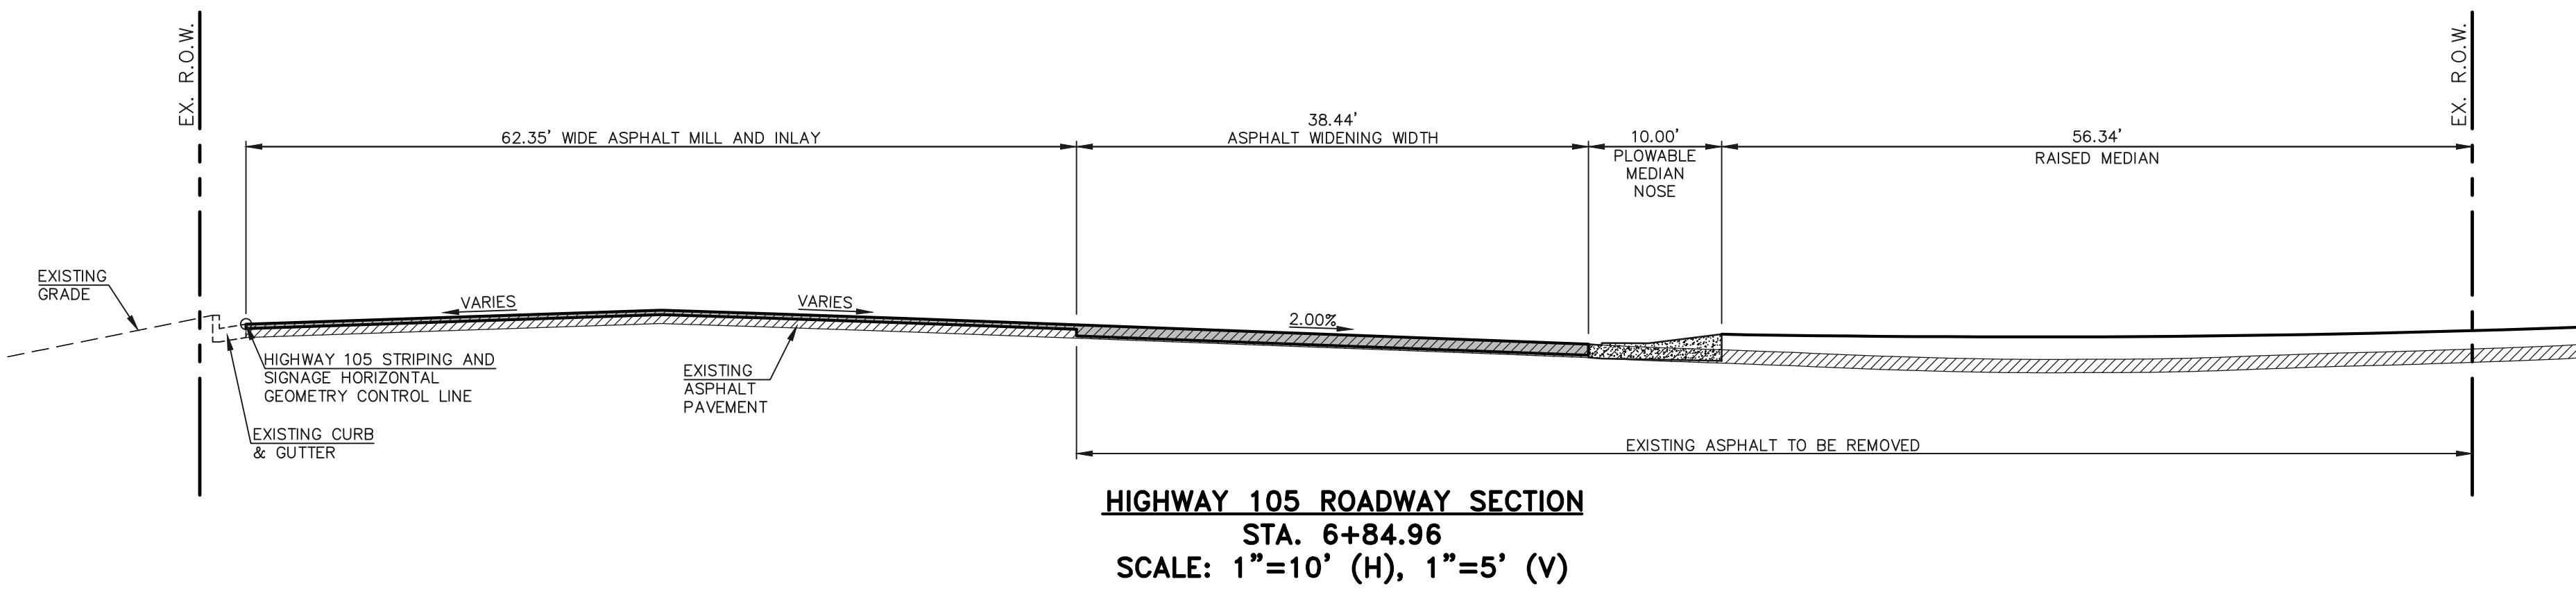 EX. R.O.W.
EX. R.O.W.
62.35' WIDE ASPHALT MILL AND INLAY
38.44'
ASPHALT WIDENING WIDTH
10.00'
PLOWABLE
MEDIAN
NOSE
56.34'
RAISED MEDIAN
EXISTING
GRADE
VARIES
VARIES
2.00%
HIGHWAY 105 STRIPING AND
SIGNAGE HORIZONTAL
GEOMETRY CONTROL LINE
EXISTING
ASPHALT
PAVEMENT
EXISTING CURB
& GUTTER
EXISTING ASPHALT TO BE REMOVED
HIGHWAY 105 ROADWAY SECTION
STA. 6+84.96
SCALE: 1"=10' (H), 1"=5' (V)